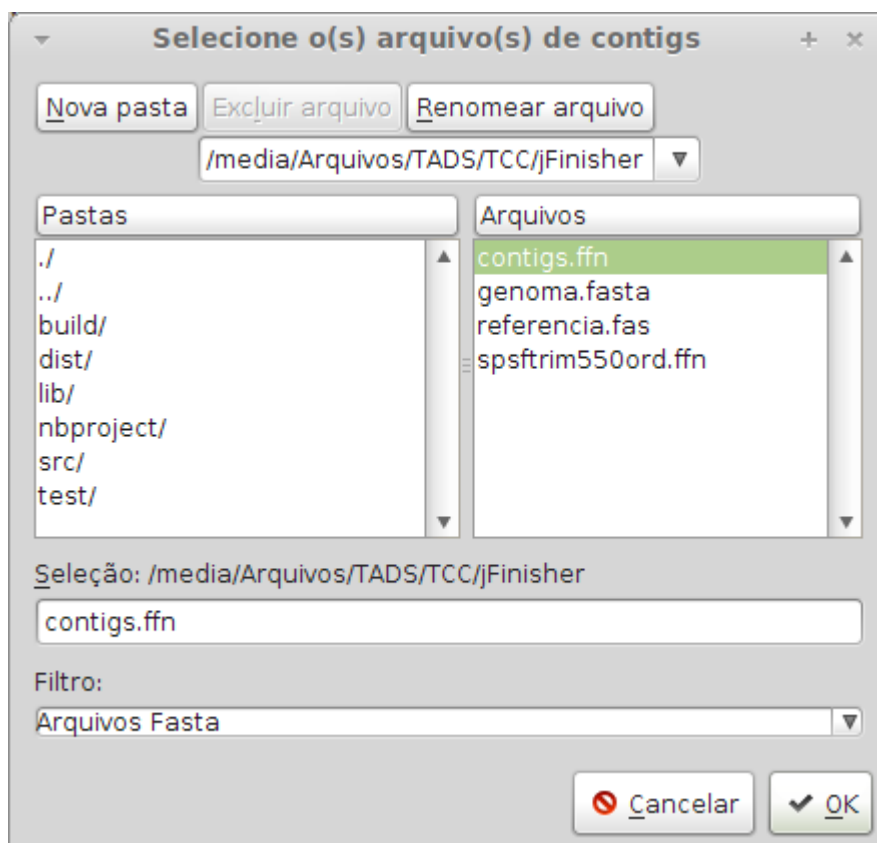 Selecione o(s) arquivo(s) de contigs
Nova pasta Excluir arquivo Renomear arquivo
/media/Arquivos/TADS/TCC/jFinisher
Pastas
./
../
build/
dist/
lib/
nbproject/
src/
test/
Arquivos
contigs.ffn
genoma.fasta
referencia.fas
spsftrim550ord.ffn
Seleção: /media/Arquivos/TADS/TCC/jFinisher
contigs.ffn
Filtro:
Arquivos Fasta
Cancelar OK